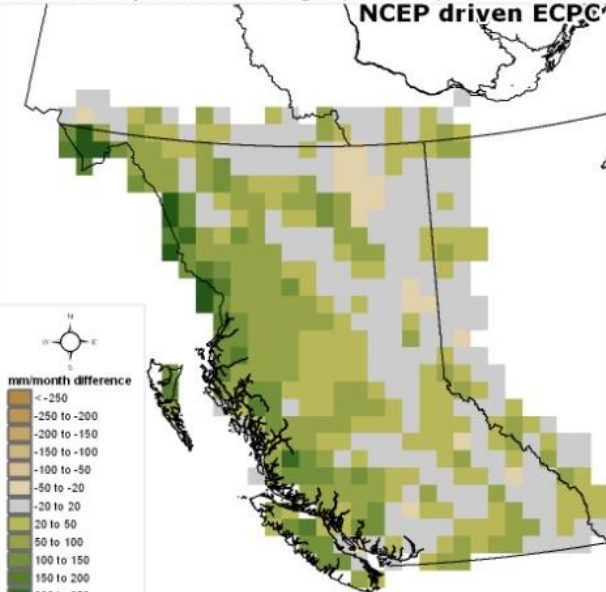 NCEP driven ECPC
N
W
E
S
mm/month difference
< -250
-250 to -200
-200 to -150
-150 to -100
-100 to -50
-50 to -20
-20 to 20
20 to 50
50 to 100
100 to 150
150 to 200